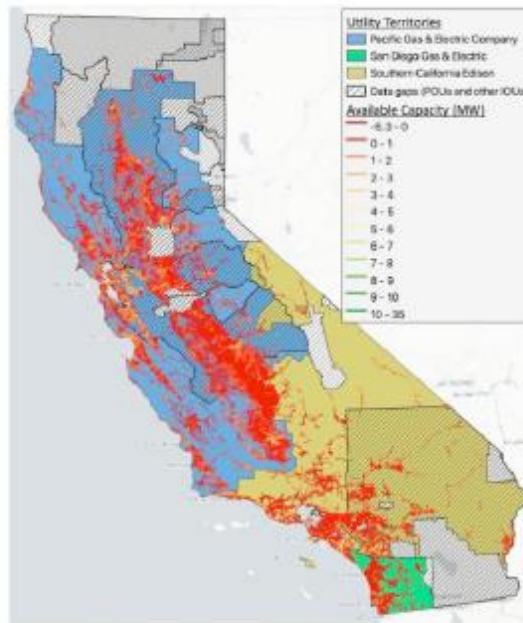 Utility Territories
Pacific Gas & Electric Company
San Diego Gas & Electric
Southern California Edison
Data gaps (POUs and other IOUs)
Available Capacity (MW)
-6.3 - 0
0 - 1
1 - 2
2 - 3
3 - 4
4 - 5
5 - 6
6 - 7
7 - 8
8 - 9
9 - 10
10 - 35